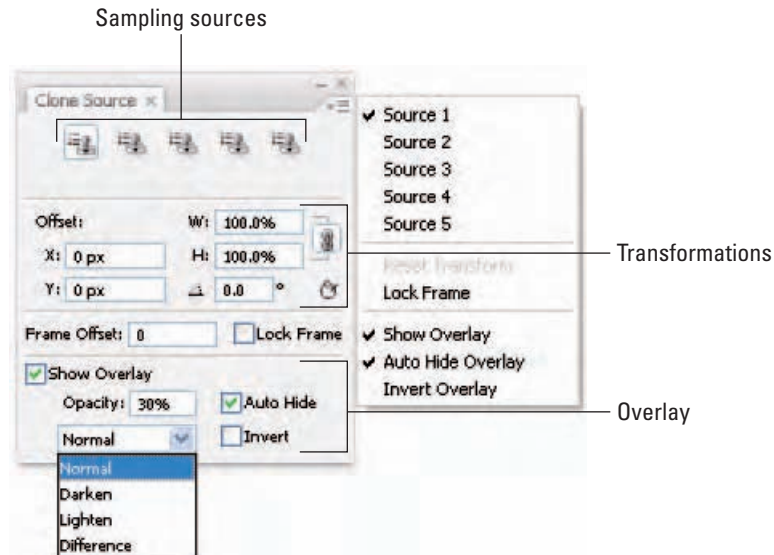 Sampling sources
Clone Source ×
Offset:
W: 100.0%
X: 0 px
H: 100.0%
Y: 0 px
0.0 °
Frame Offset: 0
Lock Frame
Show Overlay
Opacity: 30%
Auto Hide
Normal
Invert
Normal
Darken
Lighten
Difference
Source 1
Source 2
Source 3
Source 4
Source 5
Reset Transform
Lock Frame
Show Overlay
Auto Hide Overlay
Invert Overlay
Transformations
Overlay